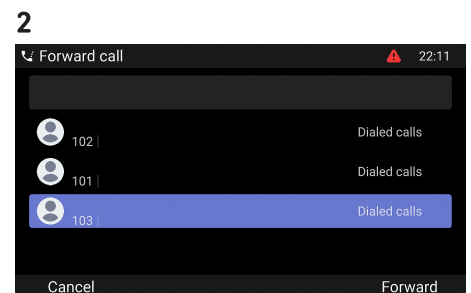 2
Forward call 22:11
102 Dialed calls
101 Dialed calls
103 Dialed calls
Cancel Forward